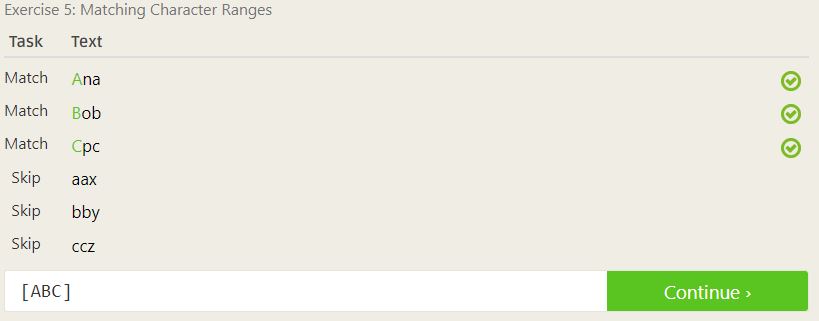 Exercise 5: Matching Character Ranges
Task Text
Match Ana
Match Bob
Match Cpc
Skip aax
Skip bby
Skip ccz
[ABC] Continue ›